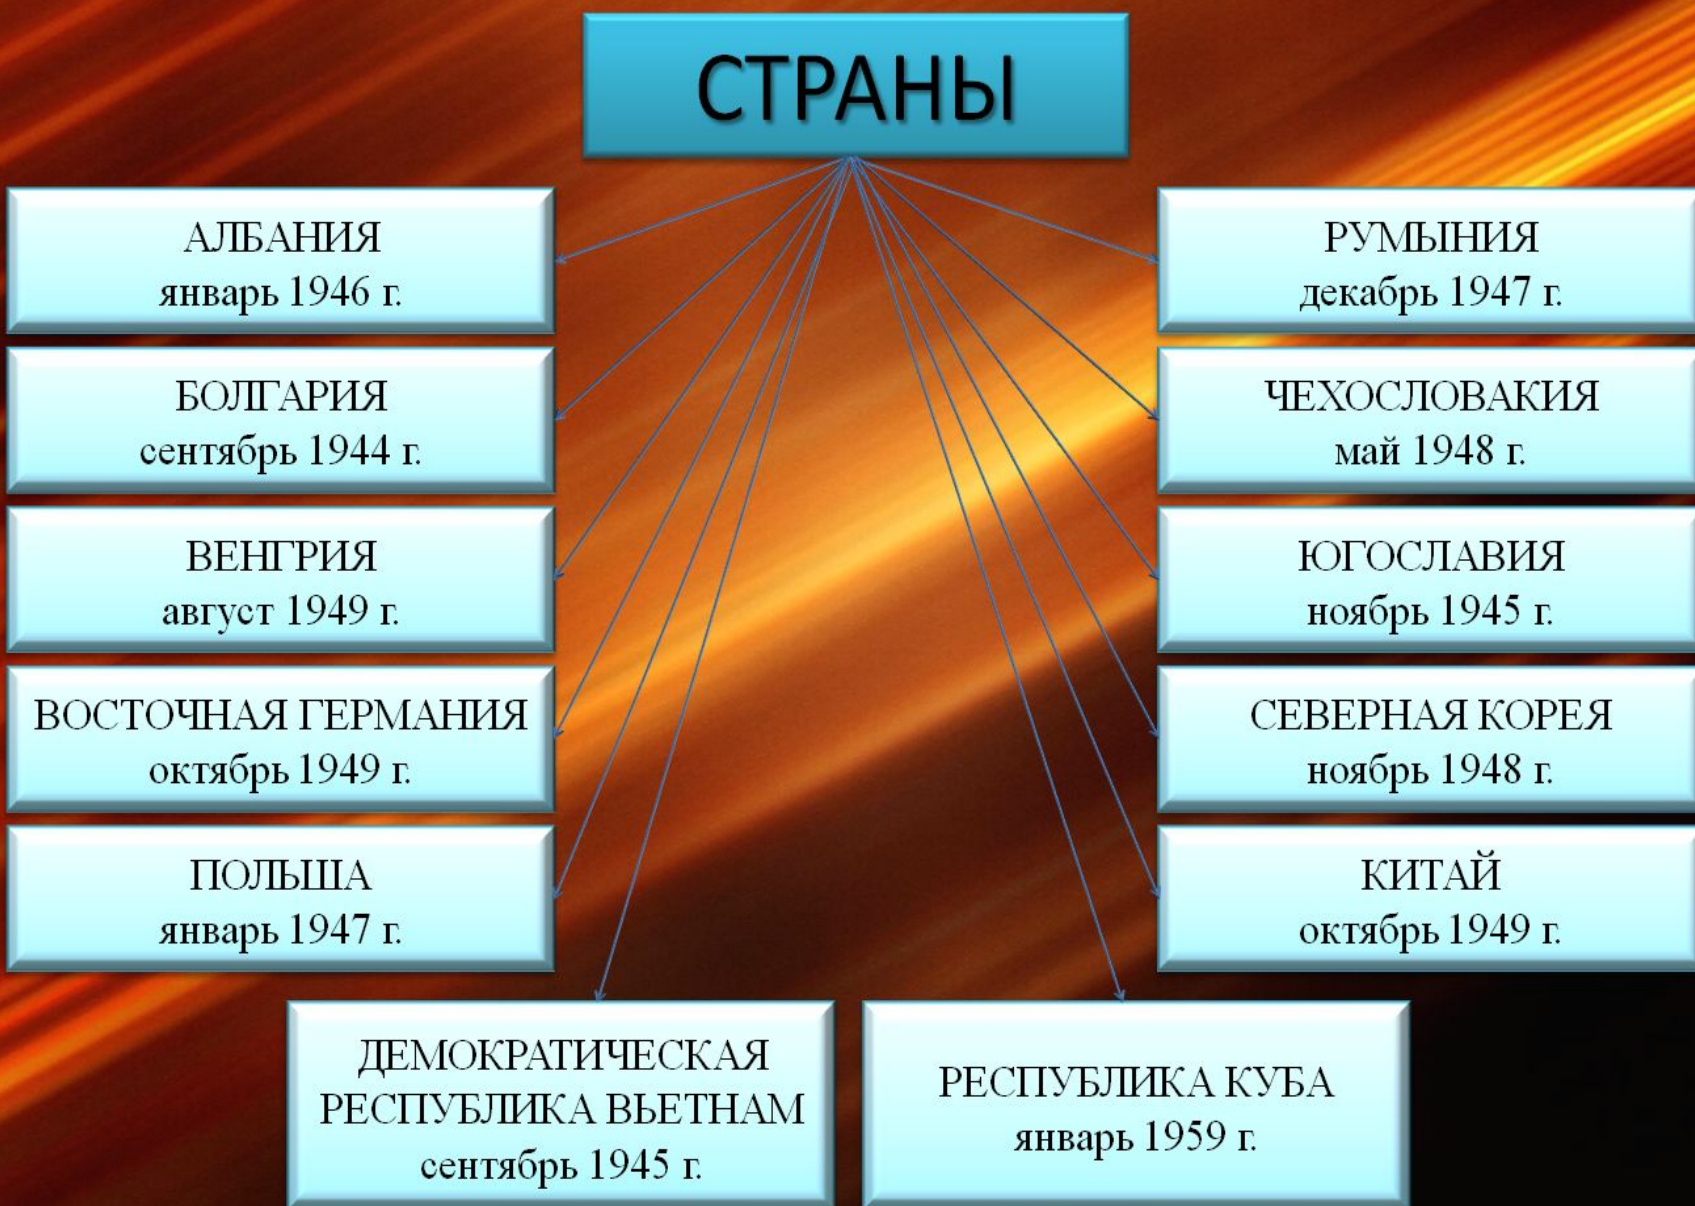 СТРАНЫ
АЛБАНИЯ
январь 1946 г.
БОЛГАРИЯ
сентябрь 1944 г.
ВЕНГРИЯ
август 1949 г.
ВОСТОЧНАЯ ГЕРМАНИЯ
октябрь 1949 г.
ПОЛЬША
январь 1947 г.
РУМЫНИЯ
декабрь 1947 г.
ЧЕХОСЛОВАКИЯ
май 1948 г.
ЮГОСЛАВИЯ
ноябрь 1945 г.
СЕВЕРНАЯ КОРЕЯ
ноябрь 1948 г.
КИТАЙ
октябрь 1949 г.
ДЕМОКРАТИЧЕСКАЯ
РЕСПУБЛИКА ВЬЕТНАМ
сентябрь 1945 г.
РЕСПУБЛИКА КУБА
январь 1959 г.